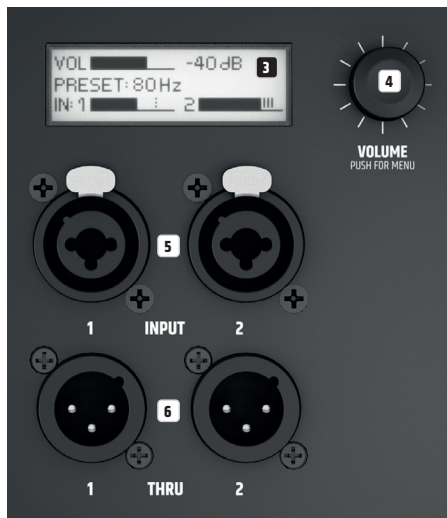 VOL -40dB 3
PRESET: 80Hz
IN: 1 2
4
VOLUME
PUSH FOR MENU
5
1 INPUT 2
6
1 THRU 2